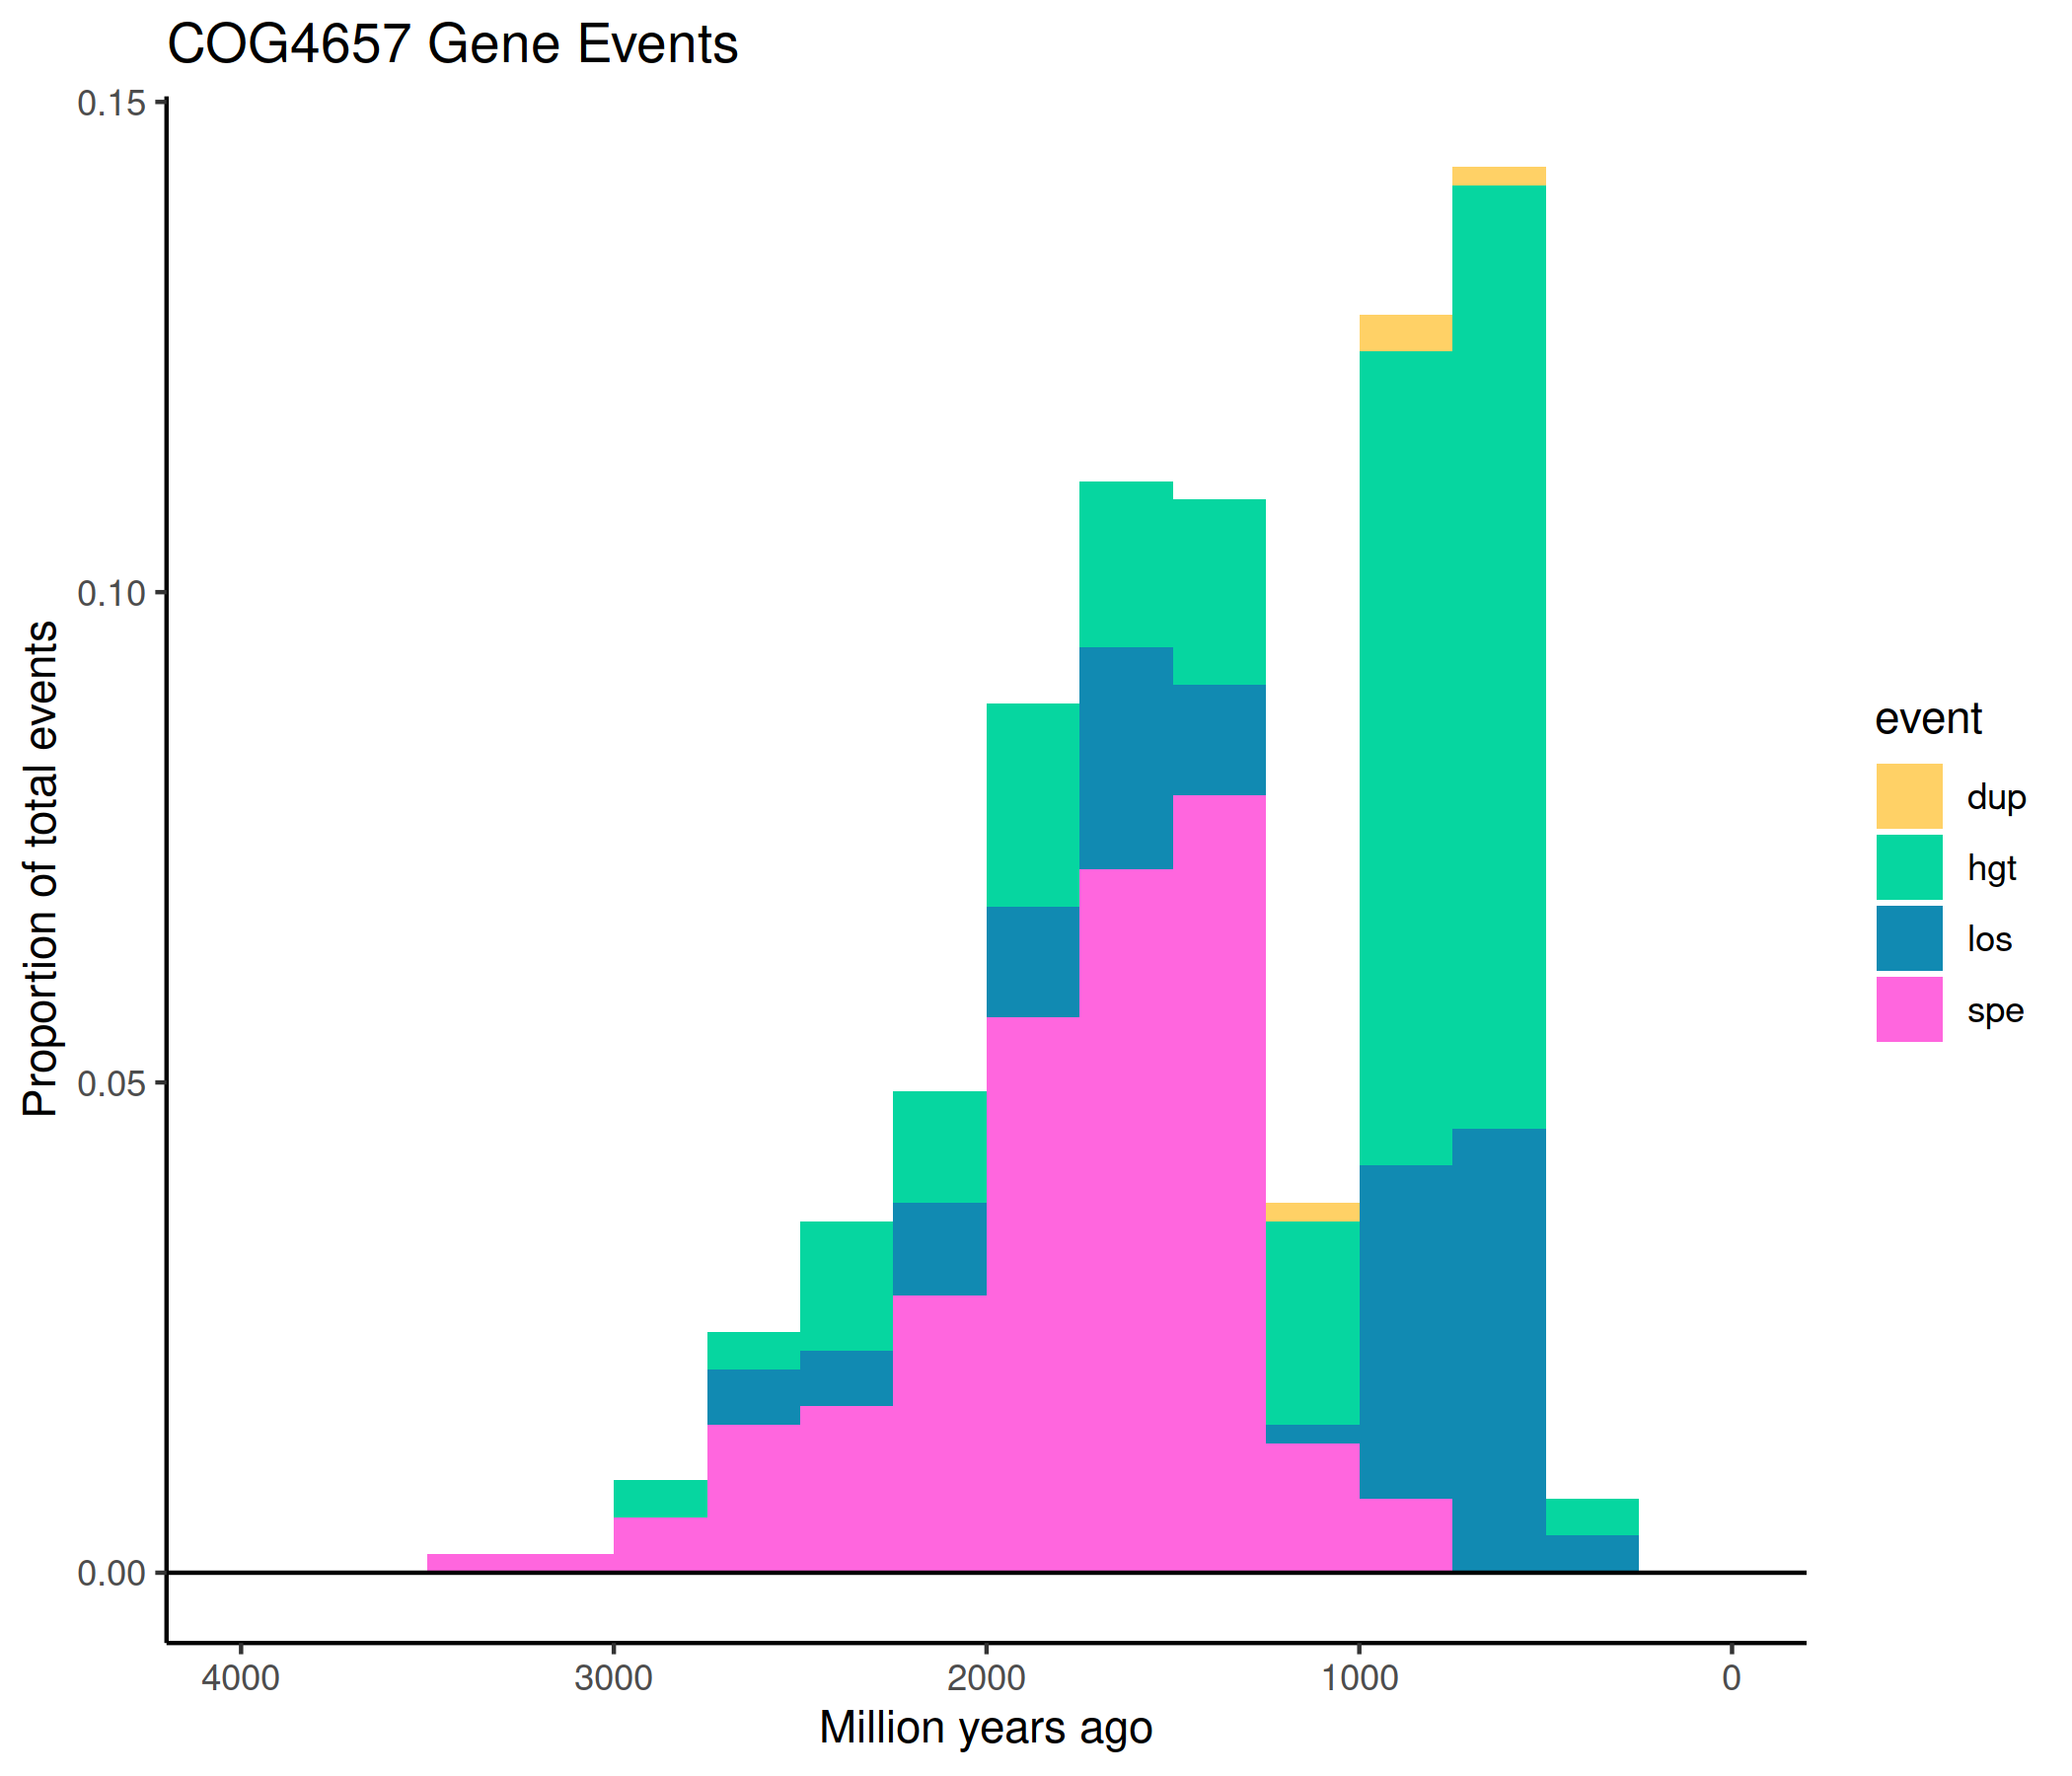 COG4657 Gene Events
0.15
0.10
0.05
0.00
Proportion of total events
4000 3000 2000 1000 0
Million years ago
event
dup
hgt
los
spe